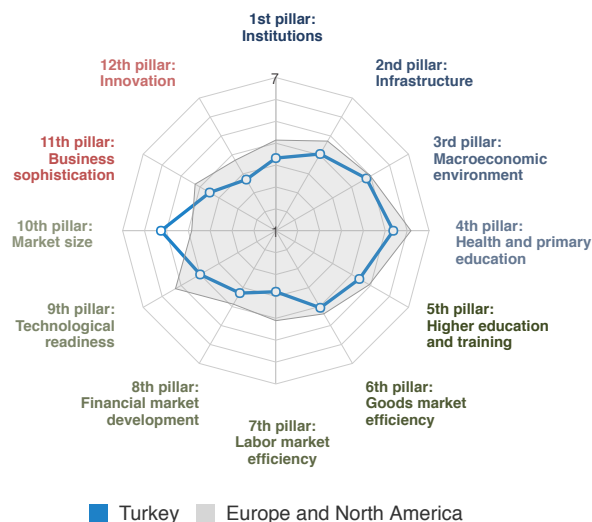 1st pillar:
Institutions
2nd pillar:
Infrastructure
3rd pillar:
Macroeconomic
environment
4th pillar:
Health and primary
education
5th pillar:
Higher education
and training
6th pillar:
Goods market
efficiency
7th pillar:
Labor market
efficiency
8th pillar:
Financial market
development
9th pillar:
Technological
readiness
10th pillar:
Market size
11th pillar:
Business
sophistication
12th pillar:
Innovation
7
1
Turkey
Europe and North America